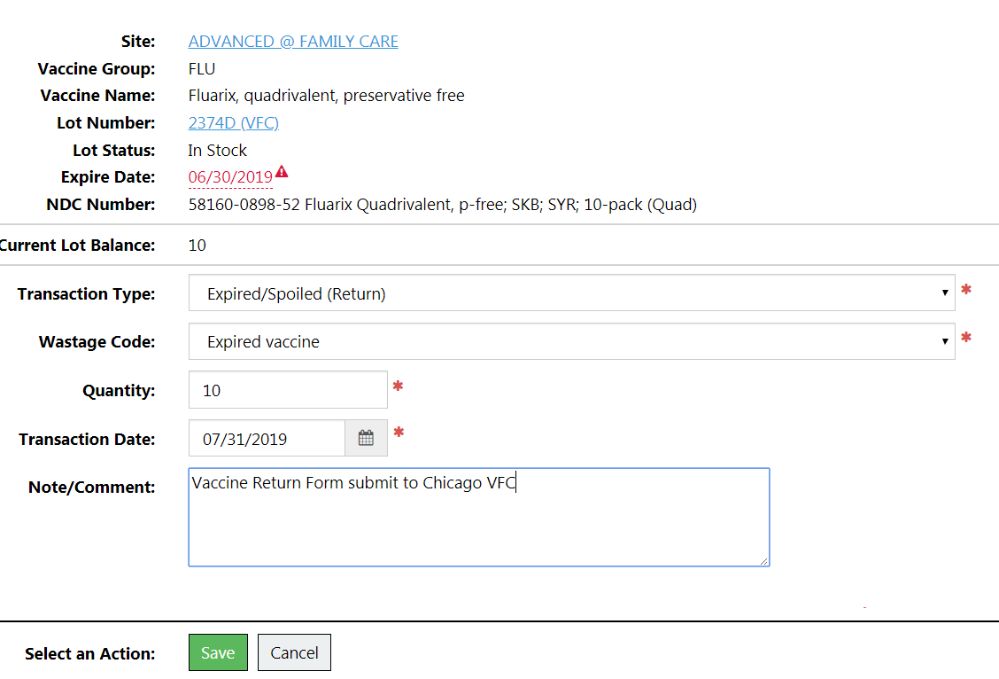 Site: ADVANCED @ FAMILY CARE
Vaccine Group: FLU
Vaccine Name: Fluarix, quadrivalent, preservative free
Lot Number: 2374D (VFC)
Lot Status: In Stock
Expire Date: 06/30/2019
NDC Number: 58160-0898-52 Fluarix Quadrivalent, p-free; SKB; SYR; 10-pack (Quad)
Current Lot Balance: 10
Transaction Type: Expired/Spoiled (Return) *
Wastage Code: Expired vaccine *
Quantity: 10 *
Transaction Date: 07/31/2019 *
Note/Comment: Vaccine Return Form submit to Chicago VFC
Select an Action: Save Cancel